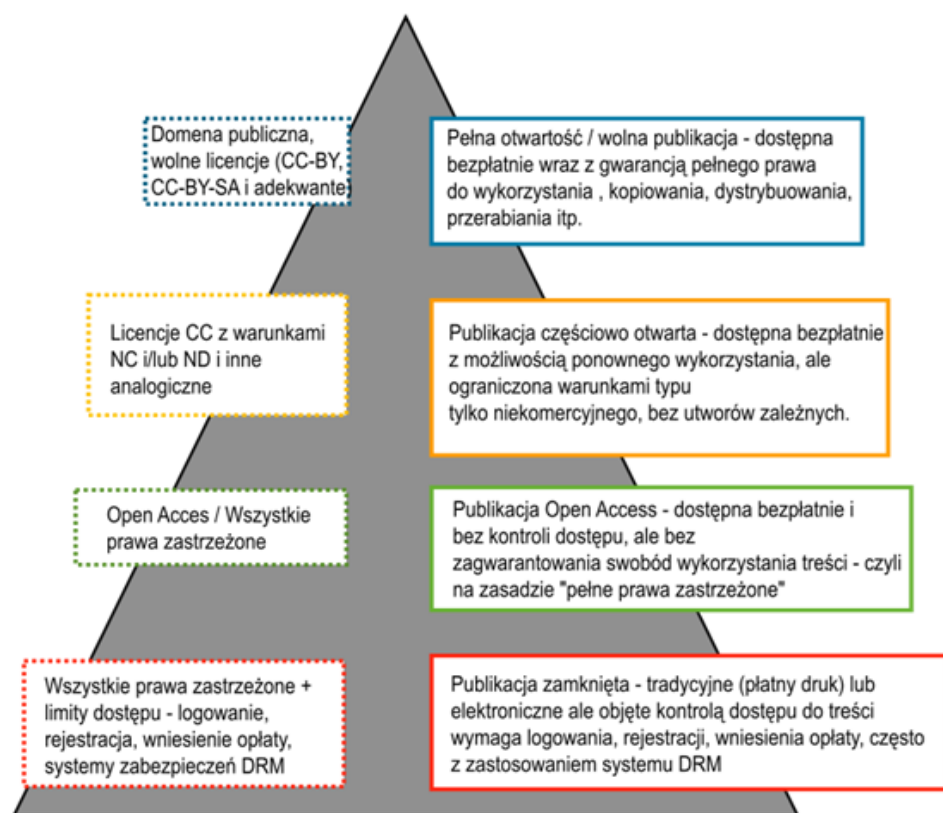 Domena publiczna,
wolne licencje (CC-BY,
CC-BY-SA i adekwante)
Pełna otwartość / wolna publikacja - dostępna
bezpłatnie wraz z gwarancją pełnego prawa
do wykorzystania , kopiowania, dystrybuowania,
przerabiania itp.
Licencje CC z warunkami
NC i/lub ND i inne
analogiczne
Publikacja częściowo otwarta - dostępna bezpłatnie
z możliwością ponownego wykorzystania, ale
ograniczona warunkami typu
tylko niekomercyjnego, bez utworów zależnych.
Open Acces / Wszystkie
prawa zastrzeżone
Publikacja Open Access - dostępna bezpłatnie i
bez kontroli dostępu, ale bez
zagwarantowania swobód wykorzystania treści - czyli
na zasadzie "pełne prawa zastrzeżone"
Wszystkie prawa zastrzeżone +
limity dostępu - logowanie,
rejestracja, wniesienie opłaty,
systemy zabezpieczeń DRM
Publikacja zamknięta - tradycyjne (płatny druk) lub
elektroniczne ale objęte kontrolą dostępu do treści
wymaga logowania, rejestracji, wniesienia opłaty, często
z zastosowaniem systemu DRM